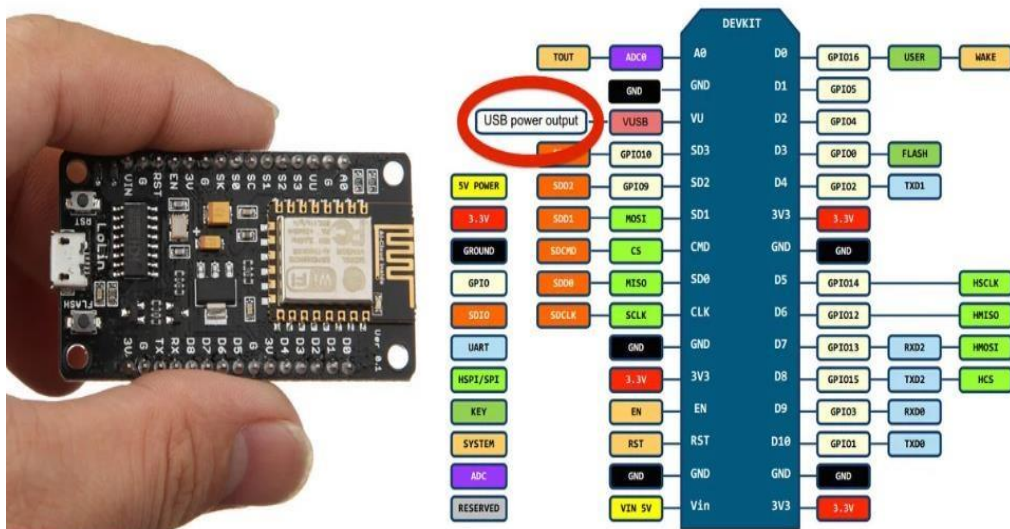 DEVKIT
TOUT ADC0 A0 D0 GPIO16 USER WAKE
GND GND D1 GPIO5
USB power output VUSB VU D2 GPIO4
GPIO10 SD3 D3 GPIO0 FLASH
5V POWER SDD2 GPIO9 SD2 D4 GPIO2 TXD1
3.3V SDD1 MOSI SD1 3V3 3.3V
GROUND SDCMD CS CMD GND GND
GPIO SDD0 MISO SD0 D5 GPIO14 HSCLK
SDIO SDCLK SCLK CLK D6 GPIO12 HMISO
UART GND GND D7 GPIO13 RXD2 HMOSI
HSPI/SPI 3.3V 3V3 D8 GPIO15 TXD2 HCS
KEY EN EN D9 GPIO3 RXD0
SYSTEM RST RST D10 GPIO1 TXD0
ADC GND GND GND GND
RESERVED VIN 5V Vin 3V3 3.3V
VIN G RST EN 3V G SK S0 SC S1 S2 S3 VU G A0
RST
LoLin
FLASH
WiFi
3V G TX RX D8 D7 D6 D5 G 3V D4 D3 D2 D1 D0
Ver 0.1